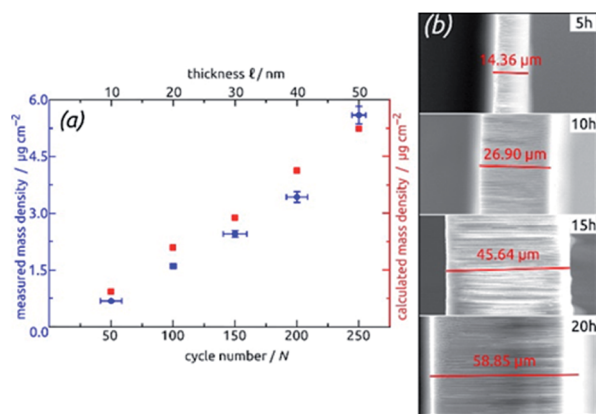 thickness ℓ/ nm
10 20 30 40 50
(a)
measured mass density / µg cm⁻²
6.0
4.5
3.0
1.5
0.0
calculated mass density / µg cm⁻²
50 100 150 200 250
cycle number / N
(b)
5h
14.36 µm
10h
26.90 µm
15h
45.64 µm
20h
58.85 µm